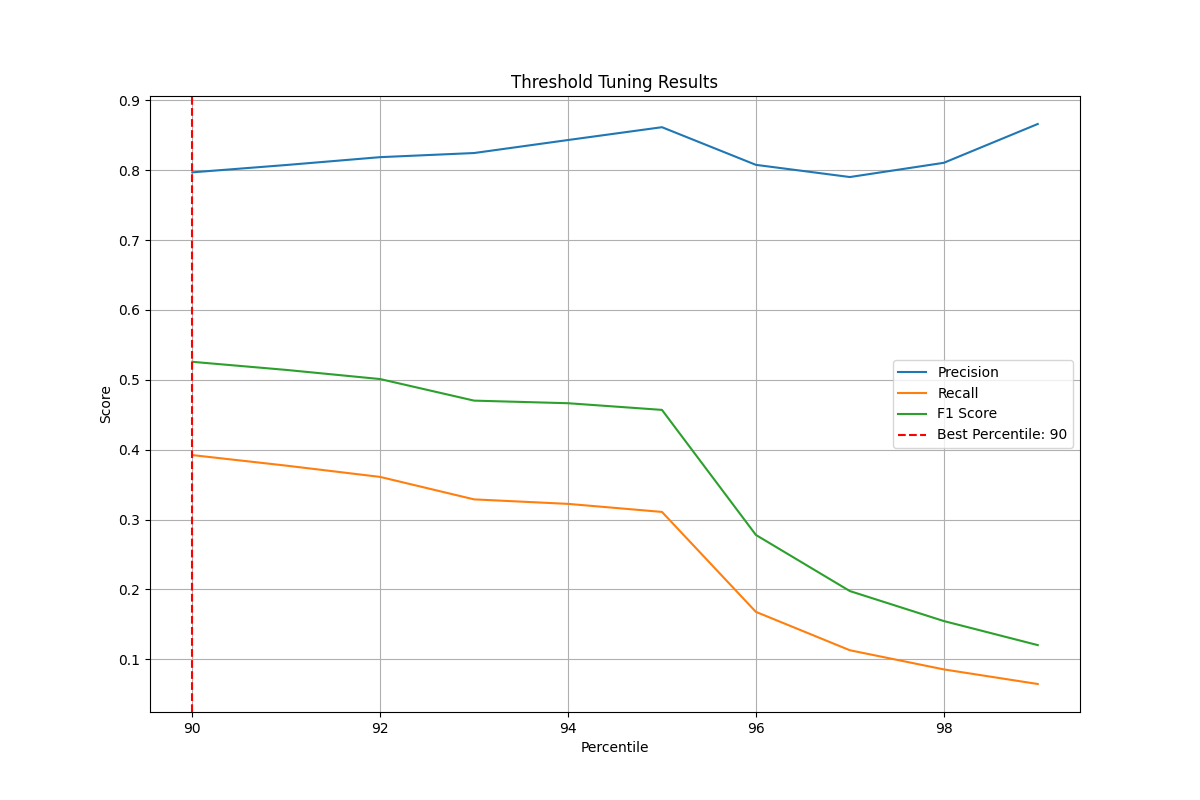 Threshold Tuning Results
0.9
0.8
0.7
0.6
0.5
0.4
0.3
0.2
0.1
Score
Precision
Recall
F1 Score
Best Percentile: 90
90 92 94 96 98
Percentile